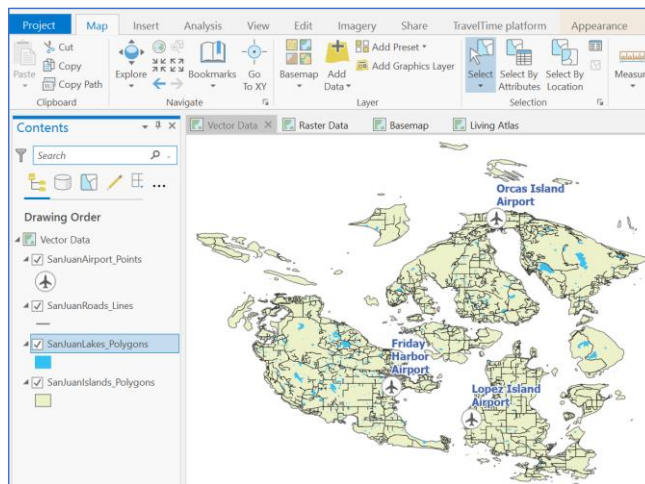 Project Map Insert Analysis View Edit Imagery Share TravelTime platform Appearance
Paste
Cut
Copy
Copy Path
Clipboard
Explore
Bookmarks
Go
To XY
Navigate
Basemap
Add
Data
Add Preset
Add Graphics Layer
Layer
Select
Select By
Attributes
Select By
Location
Selection
Measur
Contents
Search
Drawing Order
Vector Data
SanJuanAirport_Points
SanJuanRoads_Lines
SanJuanLakes_Polygons
SanJuanIslands_Polygons
Vector Data Raster Data Basemap Living Atlas
Orcas Island
Airport
Friday
Harbor
Airport
Lopez Island
Airport